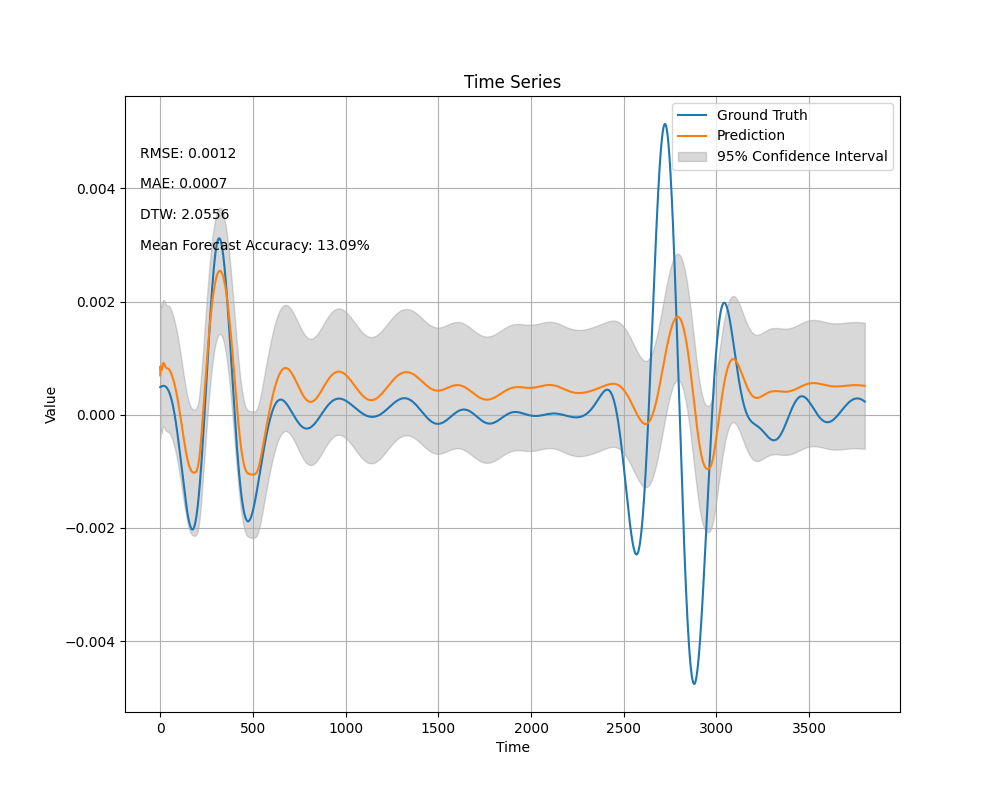 Time Series
Ground Truth
Prediction
95% Confidence Interval
RMSE: 0.0012
MAE: 0.0007
DTW: 2.0556
Mean Forecast Accuracy: 13.09%
0.004
0.002
0.000
−0.002
−0.004
Value
0 500 1000 1500 2000 2500 3000 3500
Time